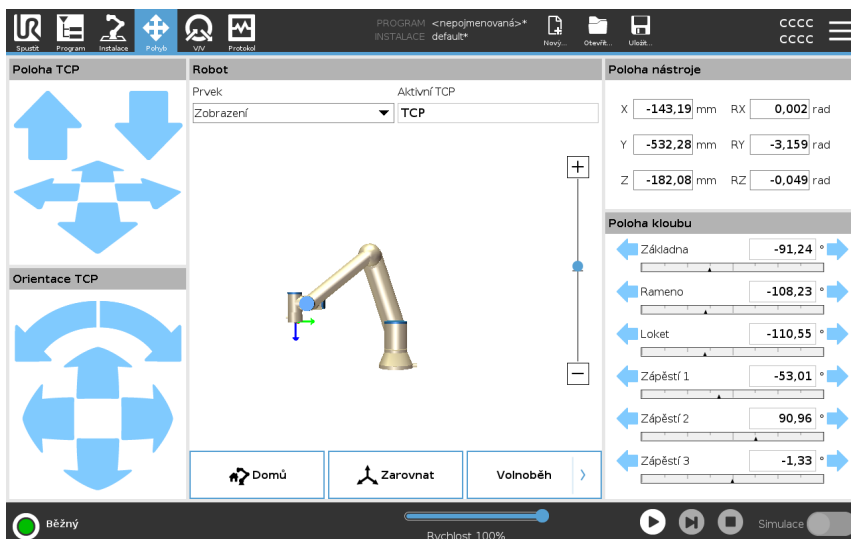 PROGRAM <nepojmenovaná>*
INSTALACE default*
CCCC
CCCC
Spustit Program Instalace Pohyb V/V Protokol Nový... Otevřít... Uložit...
Poloha TCP
Robot
Poloha nástroje
Prvek
Aktivní TCP
Zobrazení
TCP
X -143,19 mm RX 0,002 rad
Y -532,28 mm RY -3,159 rad
Z -182,08 mm RZ -0,049 rad
Poloha kloubu
Základna -91,24 °
Orientace TCP
Rameno -108,23 °
Loket -110,55 °
Zápěstí 1 -53,01 °
Zápěstí 2 90,96 °
Zápěstí 3 -1,33 °
Domů
Zarovnat
Volnoběh
Běžný
Rychlost 100%
Simulace